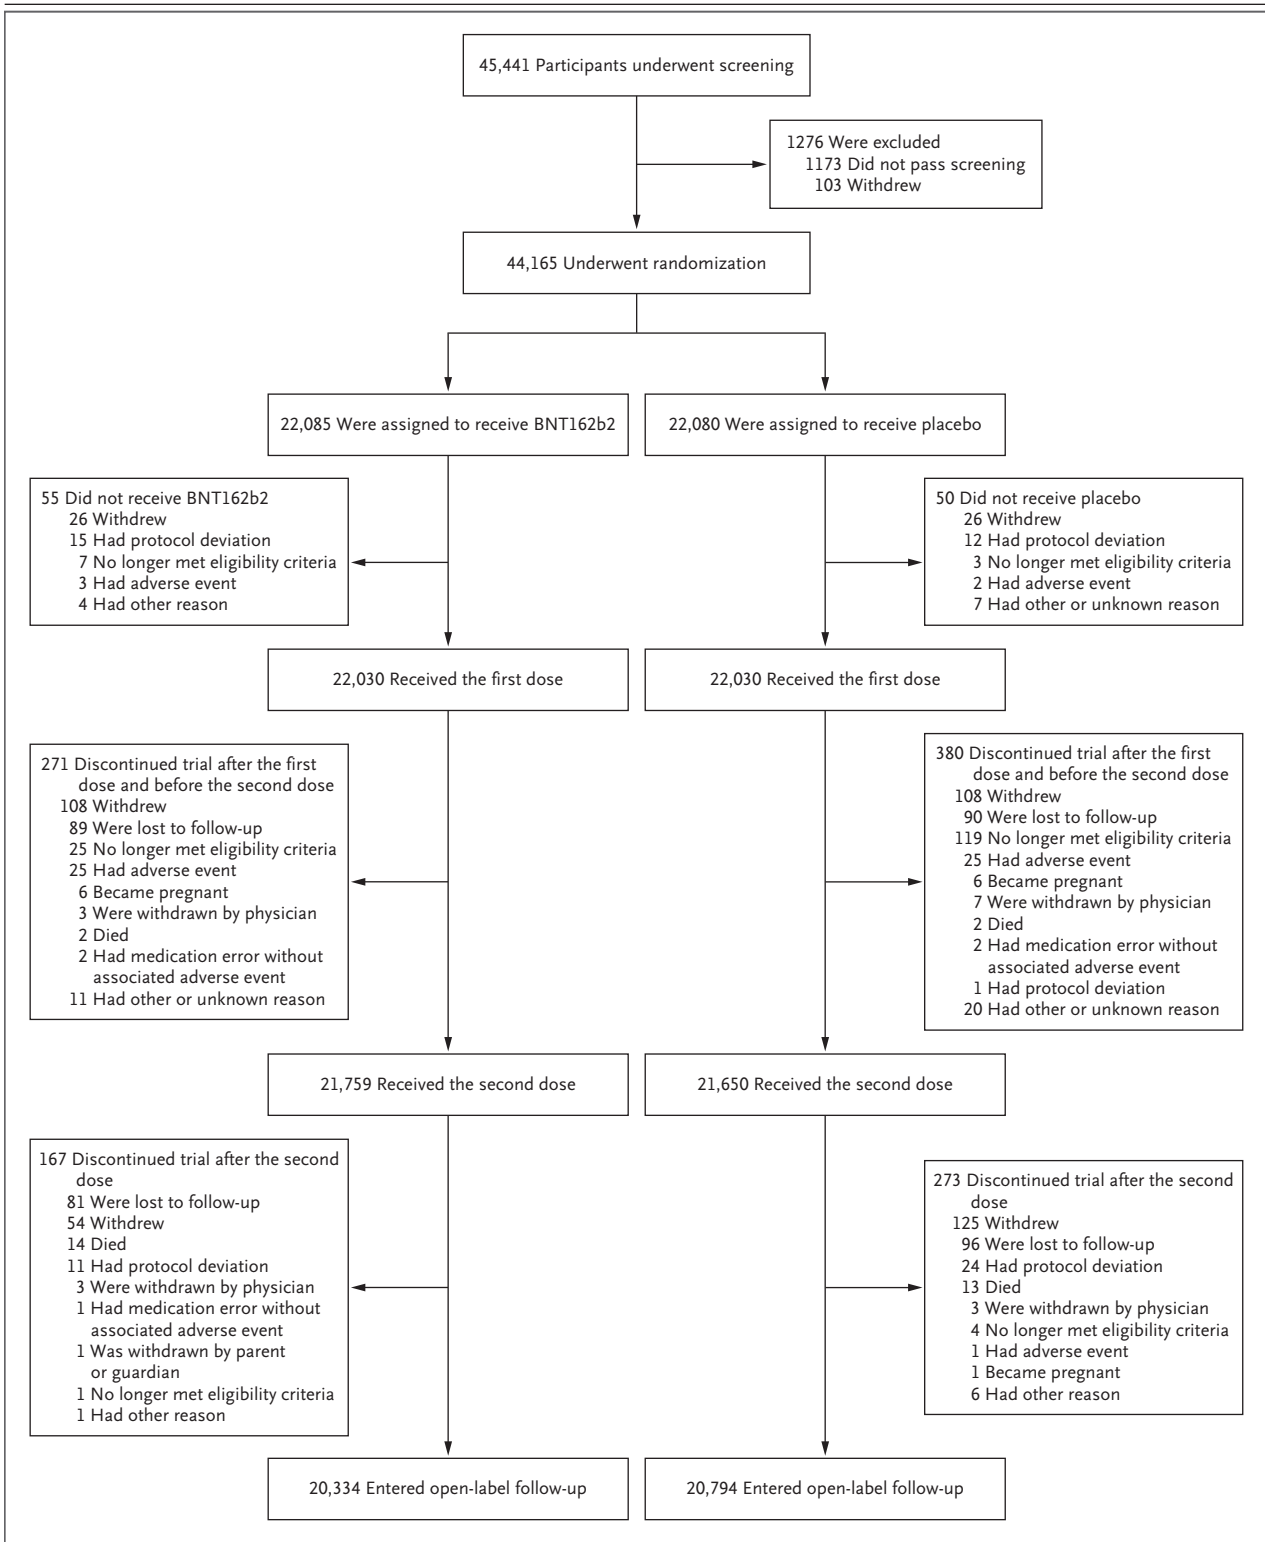 45,441 Participants underwent screening
1276 Were excluded
1173 Did not pass screening
103 Withdrew
44,165 Underwent randomization
22,085 Were assigned to receive BNT162b2
22,080 Were assigned to receive placebo
55 Did not receive BNT162b2
26 Withdrew
15 Had protocol deviation
7 No longer met eligibility criteria
3 Had adverse event
4 Had other reason
50 Did not receive placebo
26 Withdrew
12 Had protocol deviation
3 No longer met eligibility criteria
2 Had adverse event
7 Had other or unknown reason
22,030 Received the first dose
22,030 Received the first dose
271 Discontinued trial after the first
dose and before the second dose
108 Withdrew
89 Were lost to follow-up
25 No longer met eligibility criteria
25 Had adverse event
6 Became pregnant
3 Were withdrawn by physician
2 Died
2 Had medication error without
associated adverse event
11 Had other or unknown reason
380 Discontinued trial after the first
dose and before the second dose
108 Withdrew
90 Were lost to follow-up
119 No longer met eligibility criteria
25 Had adverse event
6 Became pregnant
7 Were withdrawn by physician
2 Died
2 Had medication error without
associated adverse event
1 Had protocol deviation
20 Had other or unknown reason
21,759 Received the second dose
21,650 Received the second dose
167 Discontinued trial after the second
dose
81 Were lost to follow-up
54 Withdrew
14 Died
11 Had protocol deviation
3 Were withdrawn by physician
1 Had medication error without
associated adverse event
1 Was withdrawn by parent
or guardian
1 No longer met eligibility criteria
1 Had other reason
273 Discontinued trial after the second
dose
125 Withdrew
96 Were lost to follow-up
24 Had protocol deviation
13 Died
3 Were withdrawn by physician
4 No longer met eligibility criteria
1 Had adverse event
1 Became pregnant
6 Had other reason
20,334 Entered open-label follow-up
20,794 Entered open-label follow-up